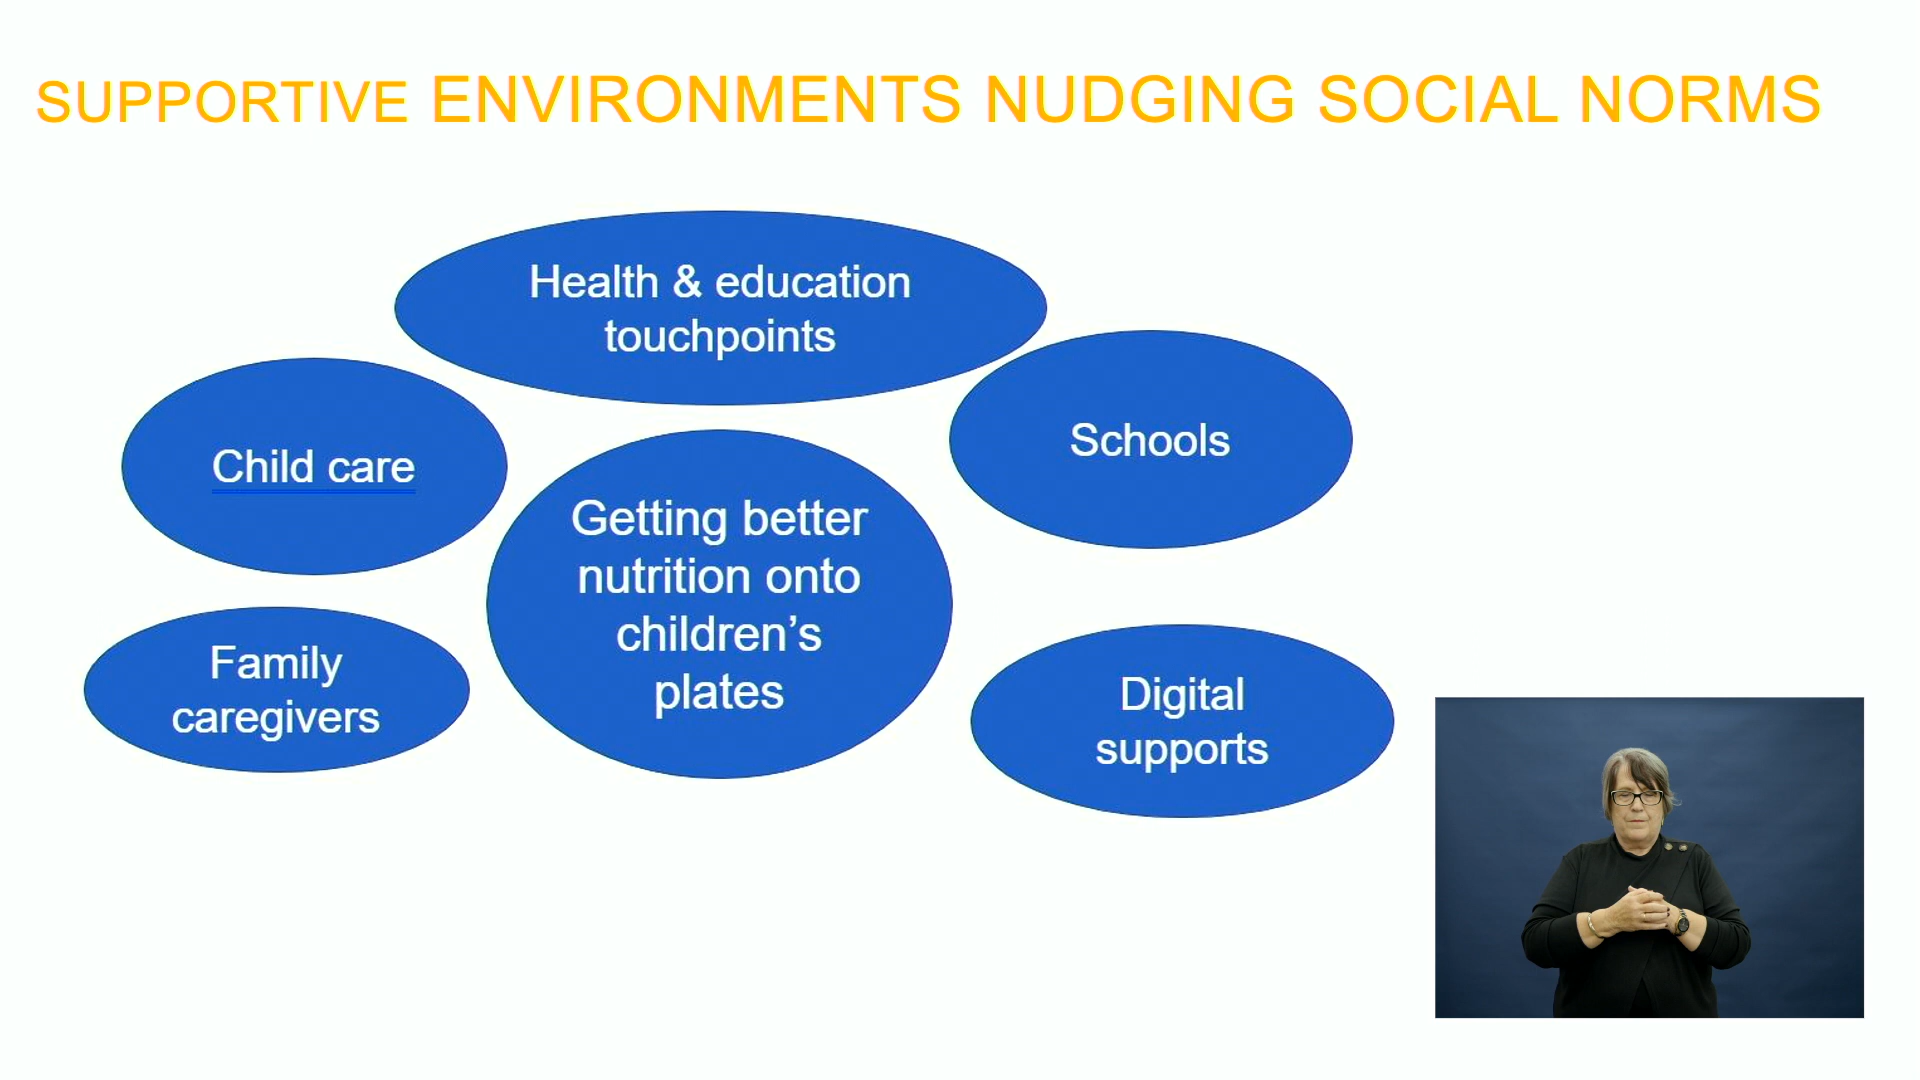 SUPPORTIVE ENVIRONMENTS NUDGING SOCIAL NORMS
Health & education
touchpoints
Child care
Schools
Getting better
nutrition onto
children’s
plates
Family
caregivers
Digital
supports